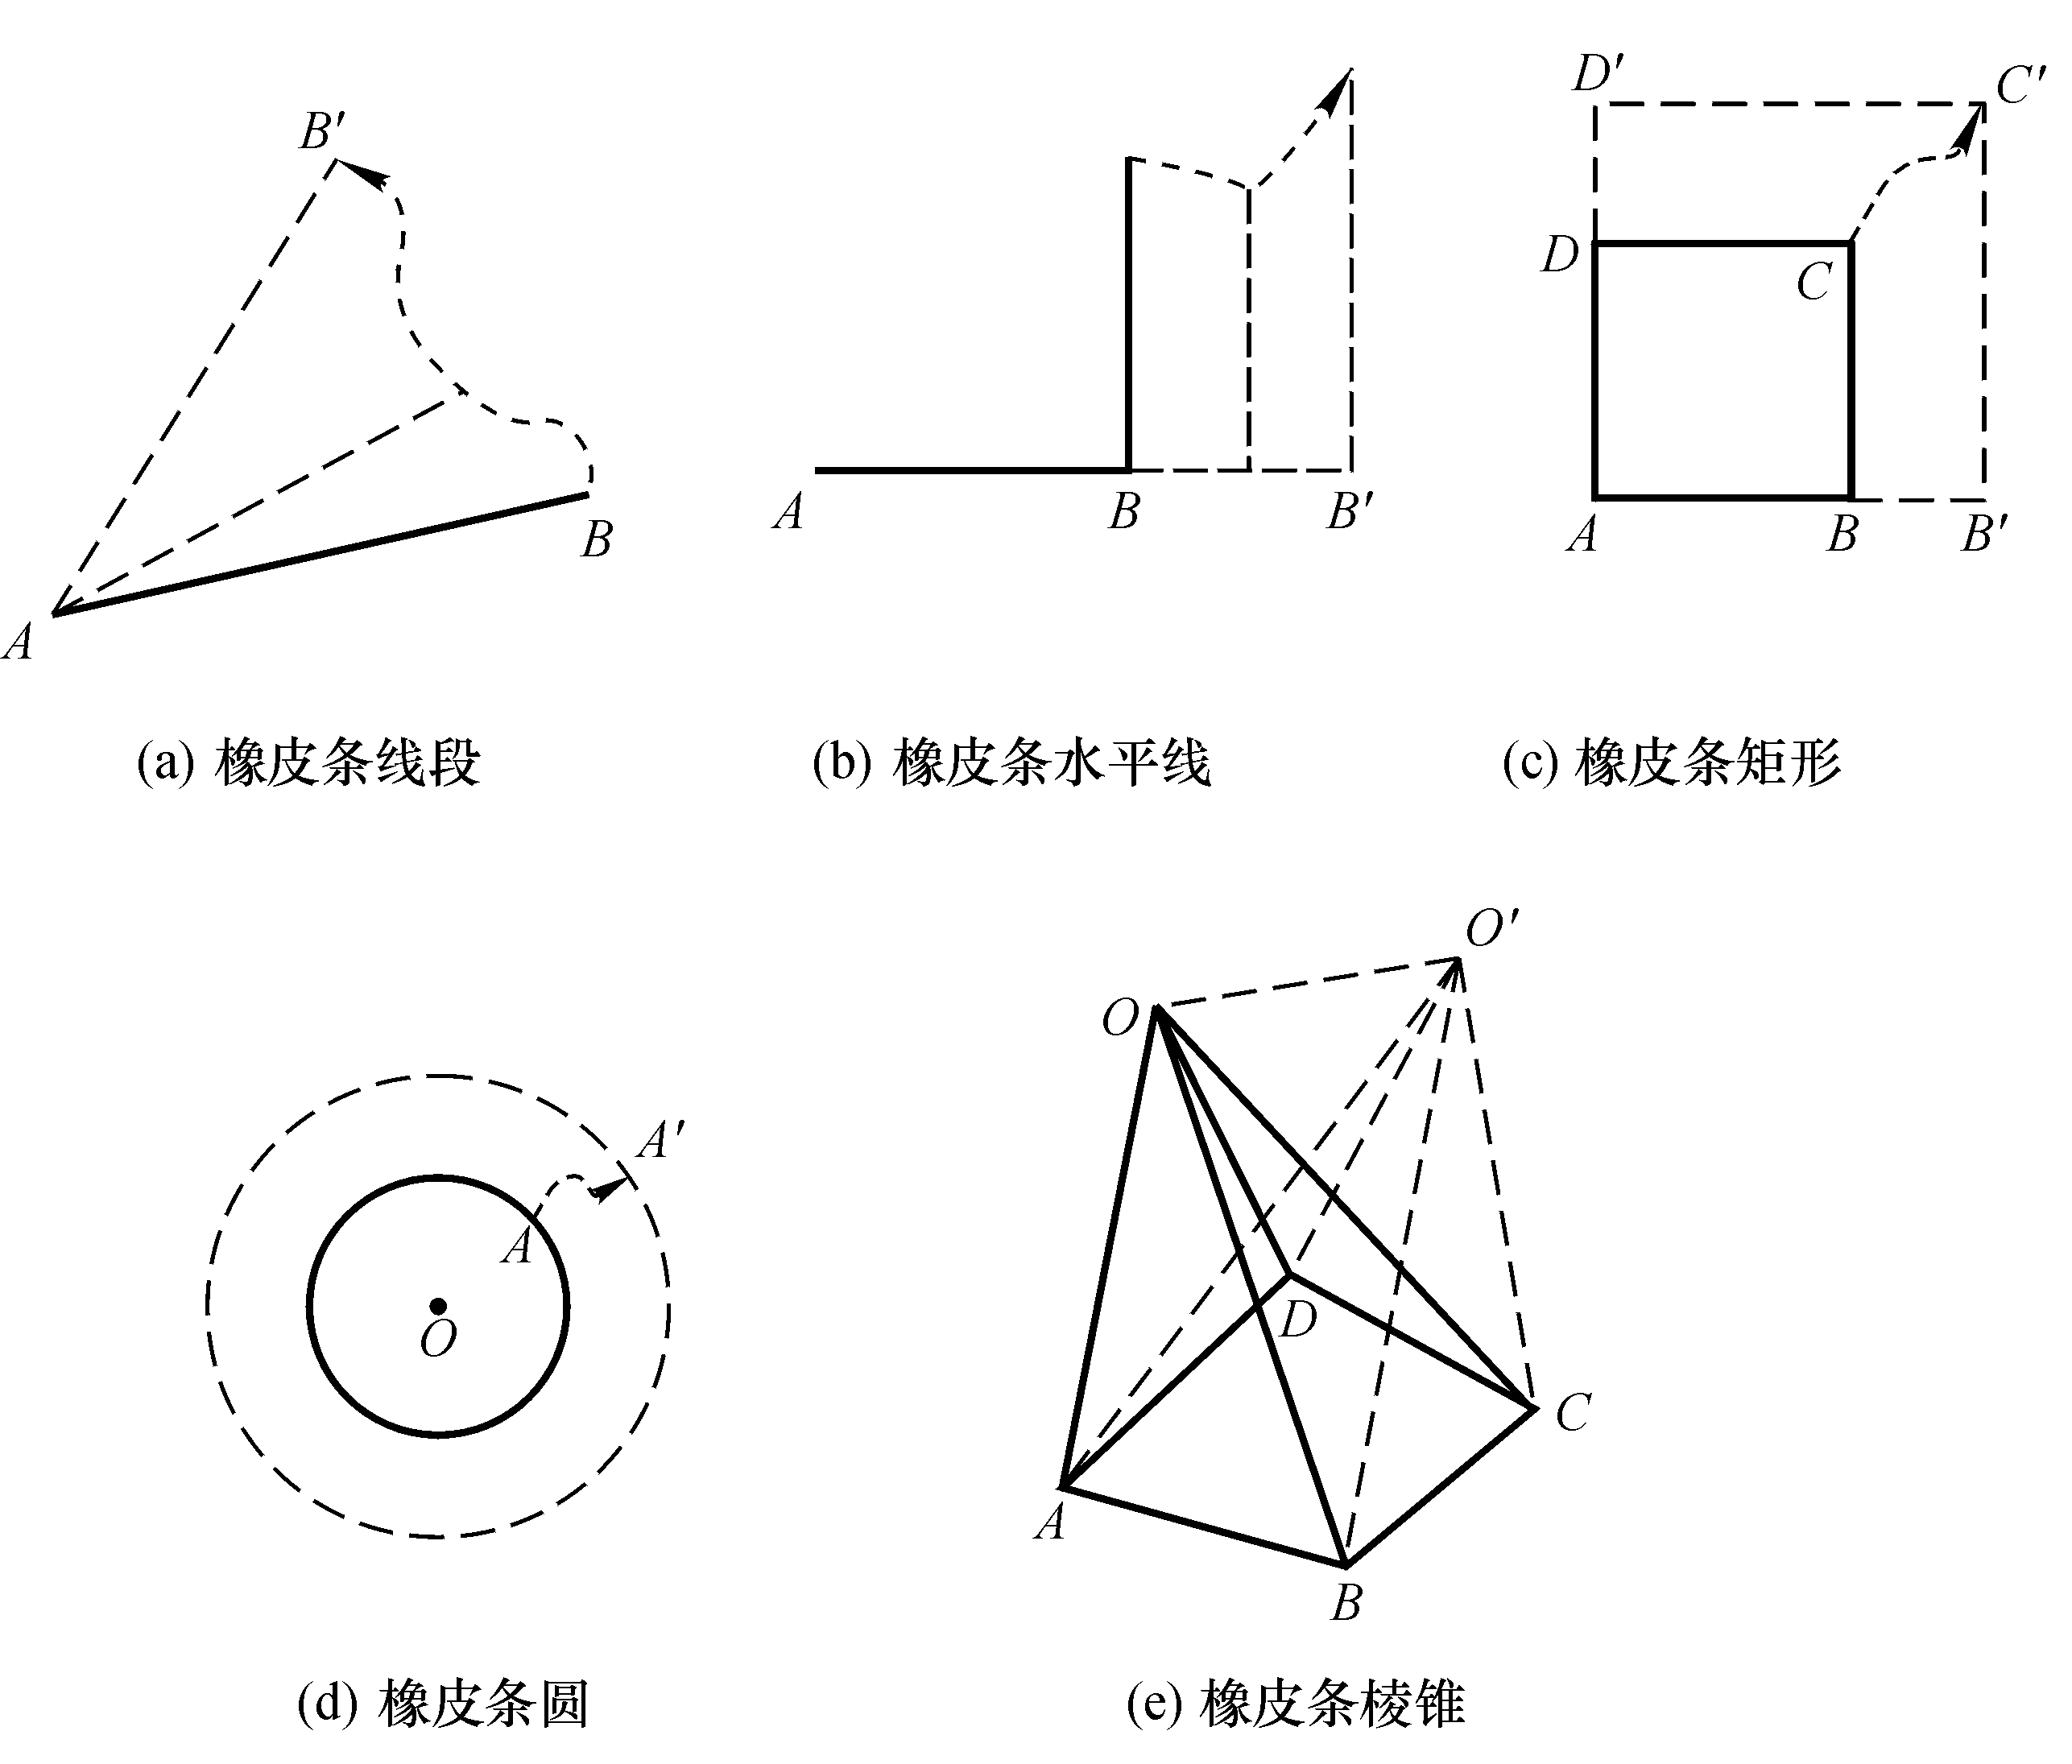 B′
B
A
(a) 橡皮条线段
A
B
B′
(b) 橡皮条水平线
D′
C′
D
C
A
B
B′
(c) 橡皮条矩形
A′
A
O
(d) 橡皮条圆
O′
O
D
C
A
B
(e) 橡皮条棱锥